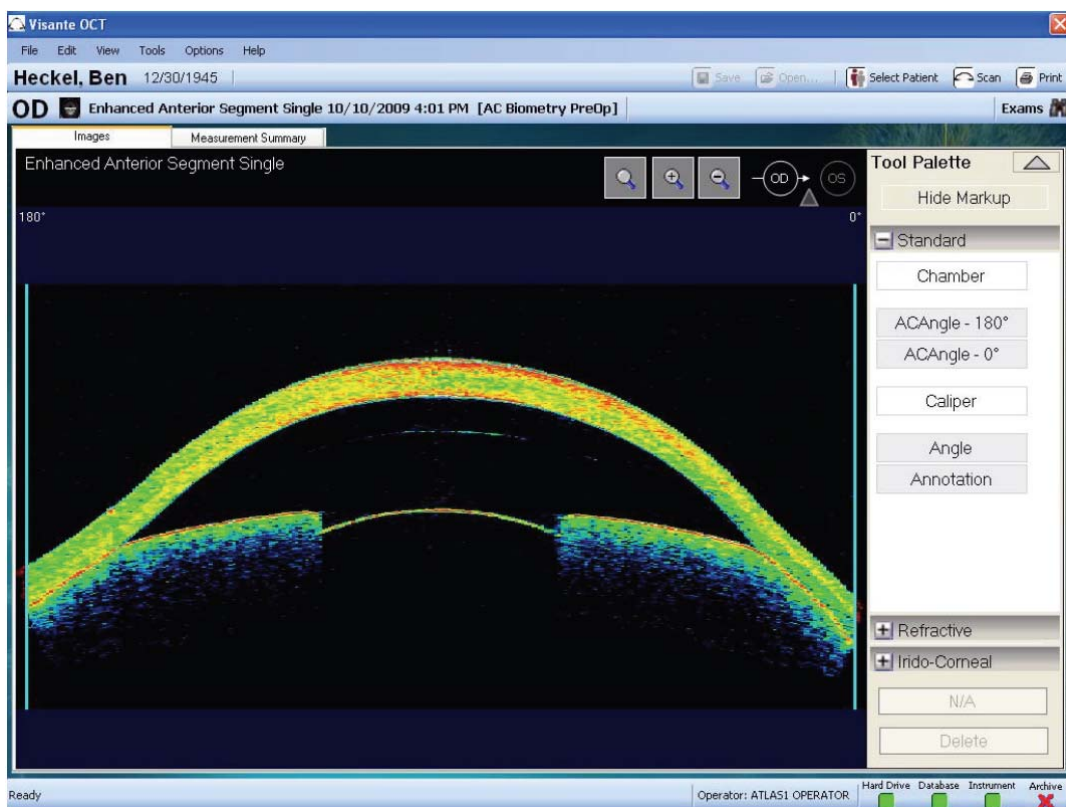 Visante OCT
File Edit View Tools Options Help
Heckel, Ben 12/30/1945 Save Open... Select Patient Scan Print
OD Enhanced Anterior Segment Single 10/10/2009 4:01 PM [AC Biometry PreOp] Exams
Images Measurement Summary
Enhanced Anterior Segment Single
OD OS
180° 0°
Tool Palette
Hide Markup
Standard
Chamber
ACAngle - 180°
ACAngle - 0°
Caliper
Angle
Annotation
Refractive
Irido-Corneal
N/A
Delete
Ready Operator: ATLAS1 OPERATOR Hard Drive Database Instrument Archive